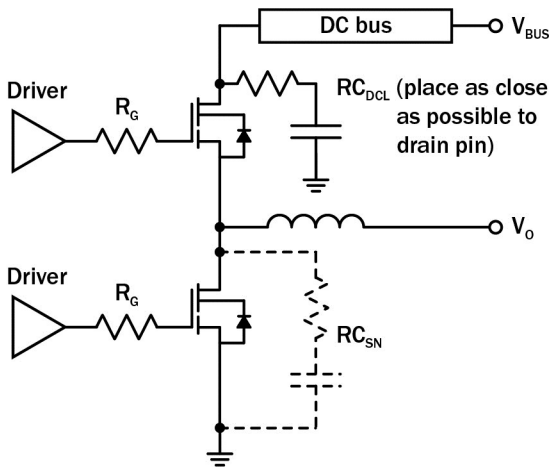 DC bus
V_BUS
Driver
R_G
RC_DCL (place as close
as possible to
drain pin)
V_O
Driver
R_G
RC_SN